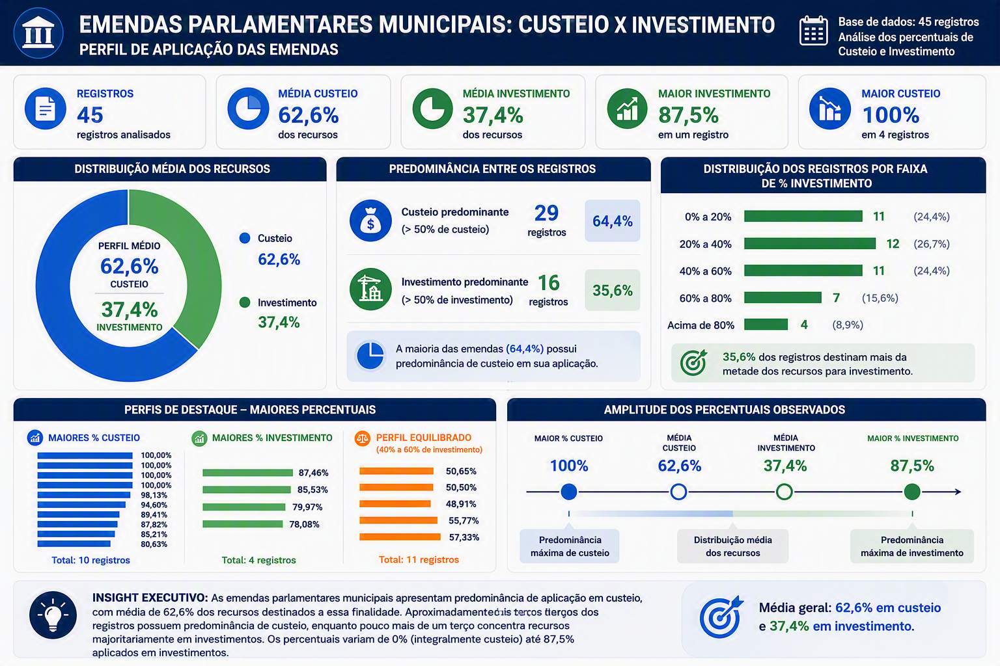 EMENDAS PARLAMENTARES MUNICIPAIS: CUSTEIO X INVESTIMENTO
PERFIL DE APLICAÇÃO DAS EMENDAS
Base de dados: 45 registros
Análise dos percentuais de
Custeio e Investimento
REGISTROS
45
registros analisados
MÉDIA CUSTEIO
62,6%
dos recursos
MÉDIA INVESTIMENTO
37,4%
dos recursos
MAIOR INVESTIMENTO
87,5%
em um registro
MAIOR CUSTEIO
100%
em 4 registros
DISTRIBUIÇÃO MÉDIA DOS RECURSOS
PERFIL MÉDIO
62,6%
CUSTEIO
37,4%
INVESTIMENTO
Custeio
62,6%
Investimento
37,4%
PREDOMINÂNCIA ENTRE OS REGISTROS
Custeio predominante
(> 50% de custeio)
29
registros
64,4%
Investimento predominante
(> 50% de investimento)
16
registros
35,6%
A maioria das emendas (64,4%) possui
predominância de custeio em sua aplicação.
DISTRIBUIÇÃO DOS REGISTROS POR FAIXA
DE % INVESTIMENTO
0% a 20% 11 (24,4%)
20% a 40% 12 (26,7%)
40% a 60% 11 (24,4%)
60% a 80% 7 (15,6%)
Acima de 80% 4 (8,9%)
35,6% dos registros destinam mais da
metade dos recursos para investimento.
PERFIS DE DESTAQUE – MAIORES PERCENTUAIS
MAIORES % CUSTEIO
100,00%
100,00%
100,00%
100,00%
98,13%
94,60%
89,41%
87,82%
85,21%
80,63%
Total: 10 registros
MAIORES % INVESTIMENTO
87,46%
85,53%
79,97%
78,08%
Total: 4 registros
PERFIL EQUILIBRADO
(40% a 60% de investimento)
50,65%
50,50%
48,91%
55,77%
57,33%
Total: 11 registros
AMPLITUDE DOS PERCENTUAIS OBSERVADOS
MAIOR % CUSTEIO
100%
MÉDIA
CUSTEIO
62,6%
MÉDIA
INVESTIMENTO
37,4%
MAIOR % INVESTIMENTO
87,5%
Predominância
máxima de custeio
Distribuição média
dos recursos
Predominância
máxima de investimento
INSIGHT EXECUTIVO: As emendas parlamentares municipais apresentam predominância de aplicação em custeio,
com média de 62,6% dos recursos destinados a essa finalidade. Aproximadamente dos
registros possuem predominância de custeio, enquanto pouco mais de um terço concentra recursos
majoritariamente em investimentos. Os percentuais variam de 0% (integralmente custeio) até 87,5%
aplicados em investimentos.
Média geral: 62,6% em custeio
e 37,4% em investimento.